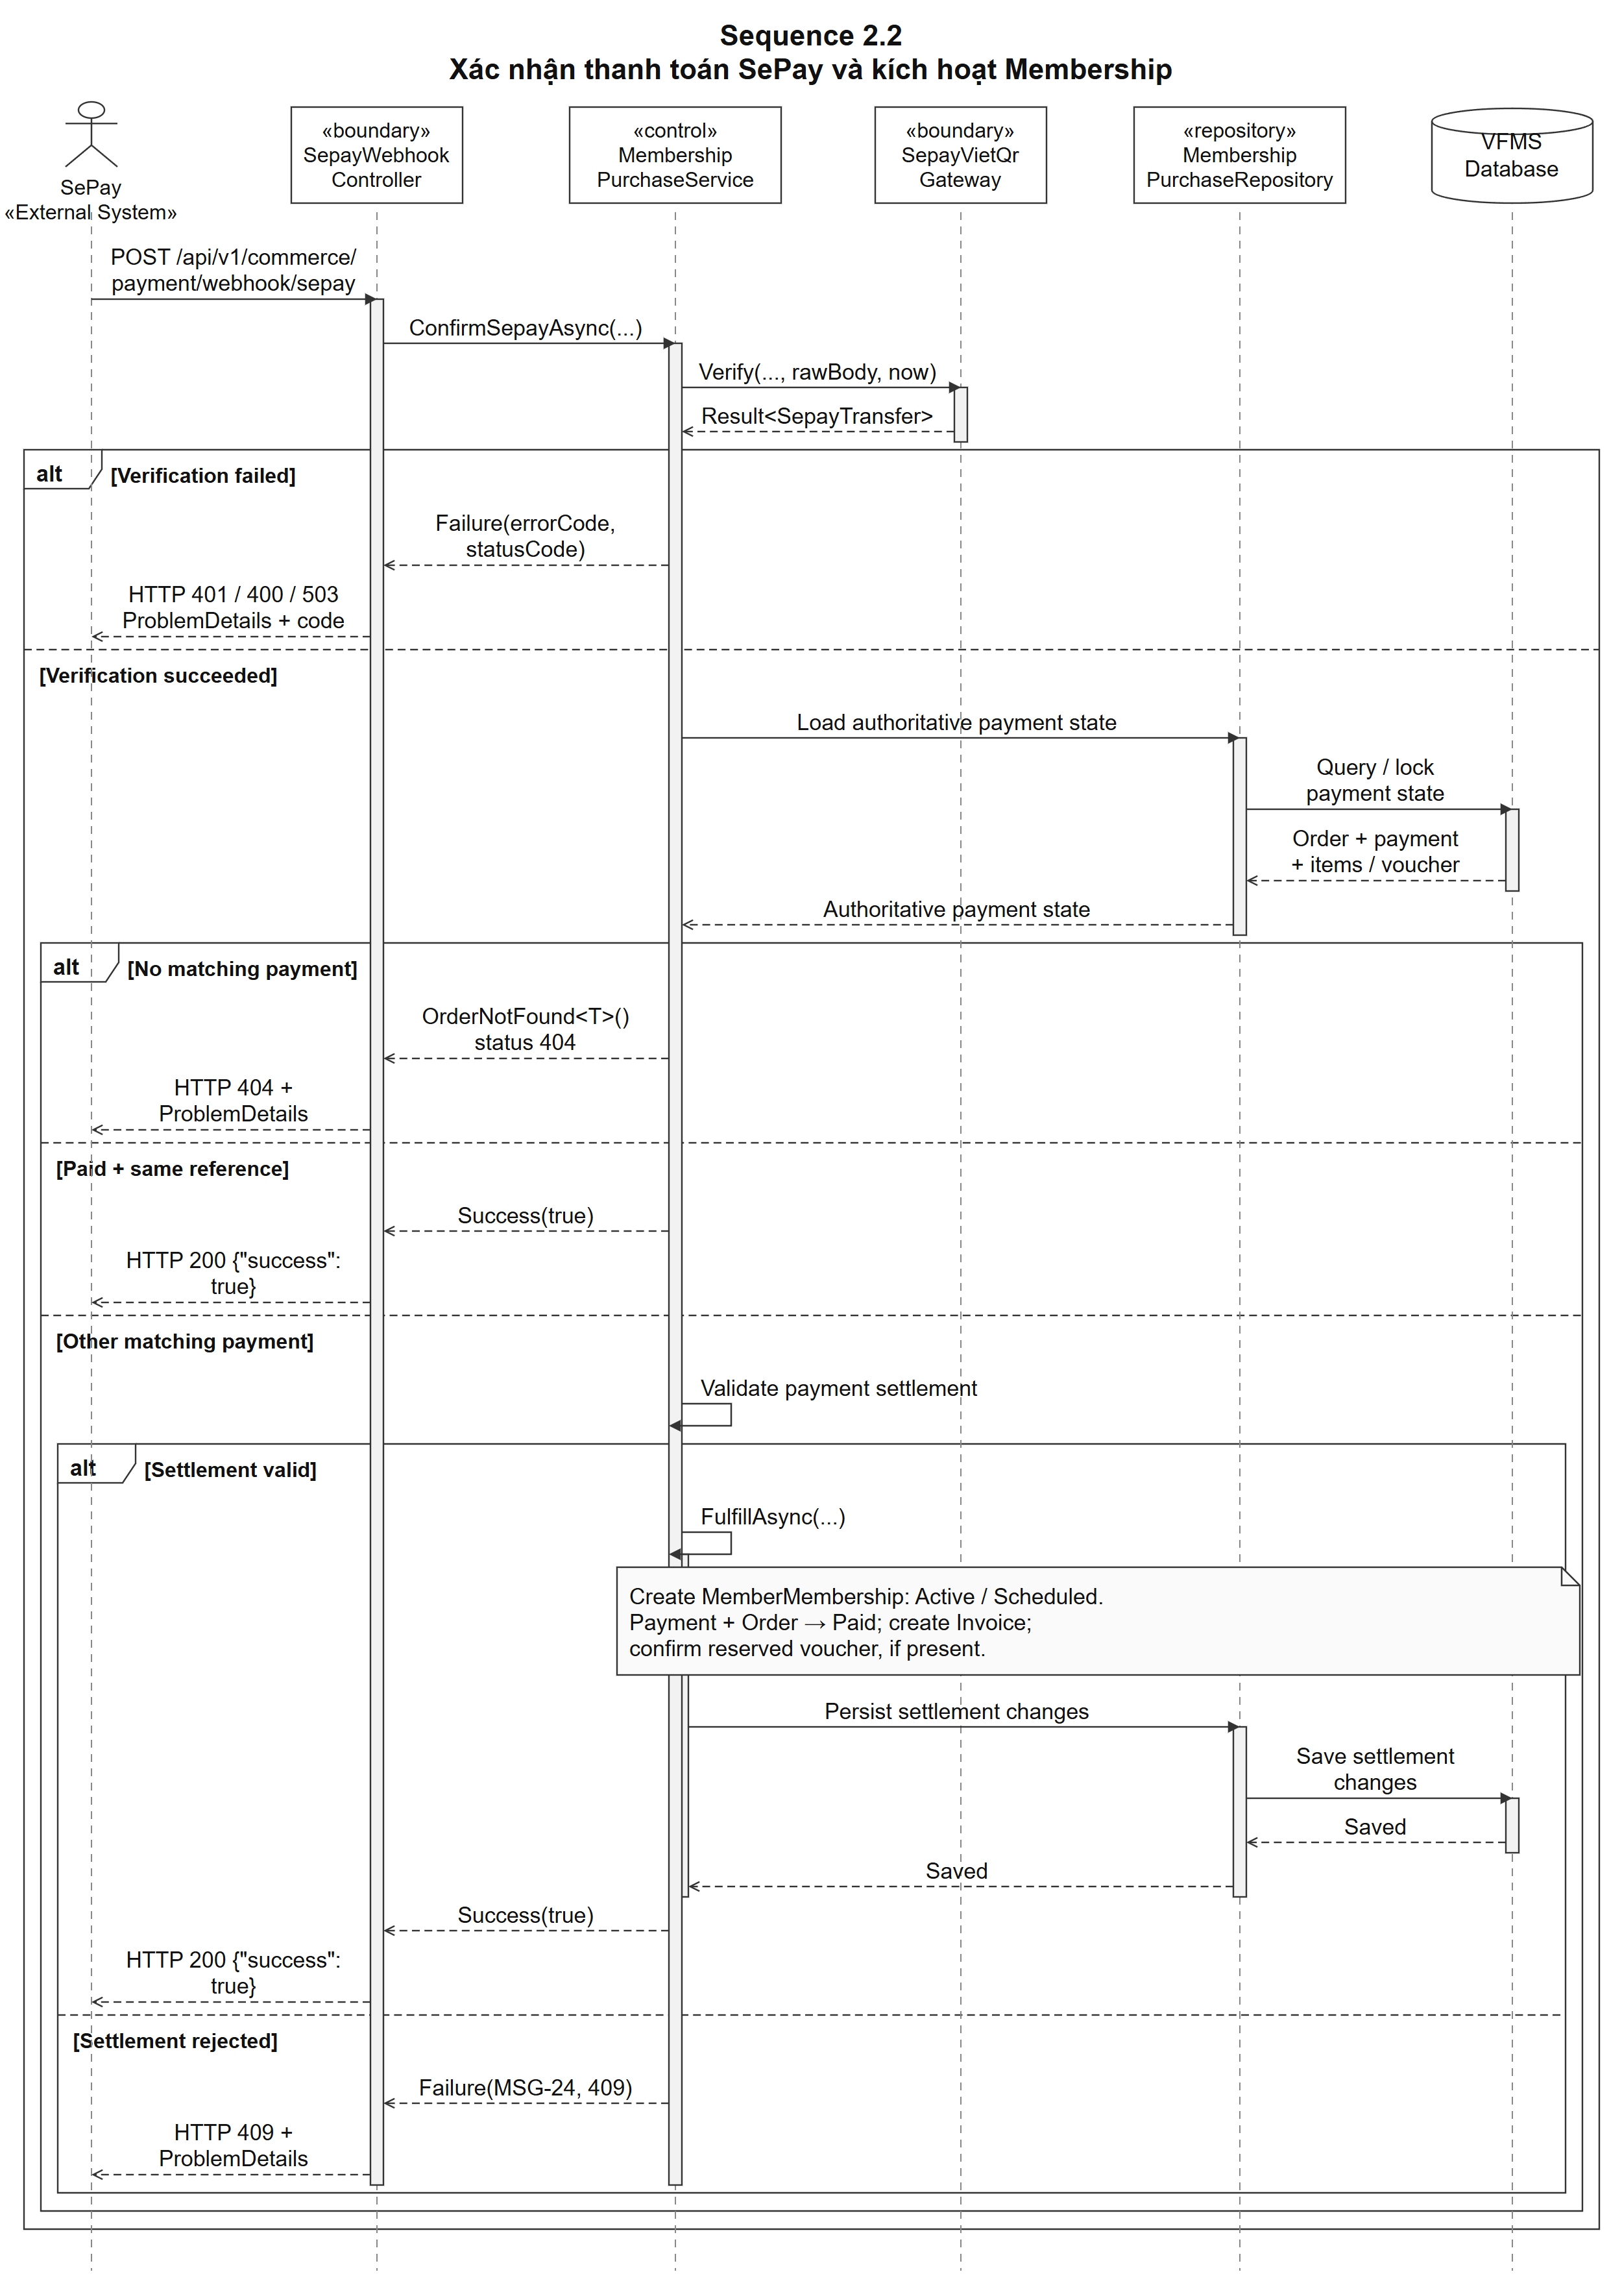 Sequence 2.2
Xác nhận thanh toán SePay và kích hoạt Membership
SePay
«External System»
«boundary»
SepayWebhook
Controller
«control»
Membership
PurchaseService
«boundary»
SepayVietQr
Gateway
«repository»
Membership
PurchaseRepository
VFMS
Database
POST /api/v1/commerce/
payment/webhook/sepay
ConfirmSepayAsync(...)
Verify(..., rawBody, now)
Result<SepayTransfer>
alt
[Verification failed]
Failure(errorCode,
statusCode)
HTTP 401 / 400 / 503
ProblemDetails + code
[Verification succeeded]
Load authoritative payment state
Query / lock
payment state
Order + payment
+ items / voucher
Authoritative payment state
alt
[No matching payment]
OrderNotFound<T>()
status 404
HTTP 404 +
ProblemDetails
[Paid + same reference]
Success(true)
HTTP 200 {"success":
true}
[Other matching payment]
Validate payment settlement
alt
[Settlement valid]
FulfillAsync(...)
Create MemberMembership: Active / Scheduled.
Payment + Order → Paid; create Invoice;
confirm reserved voucher, if present.
Persist settlement changes
Save settlement
changes
Saved
Saved
Success(true)
HTTP 200 {"success":
true}
[Settlement rejected]
Failure(MSG-24, 409)
HTTP 409 +
ProblemDetails